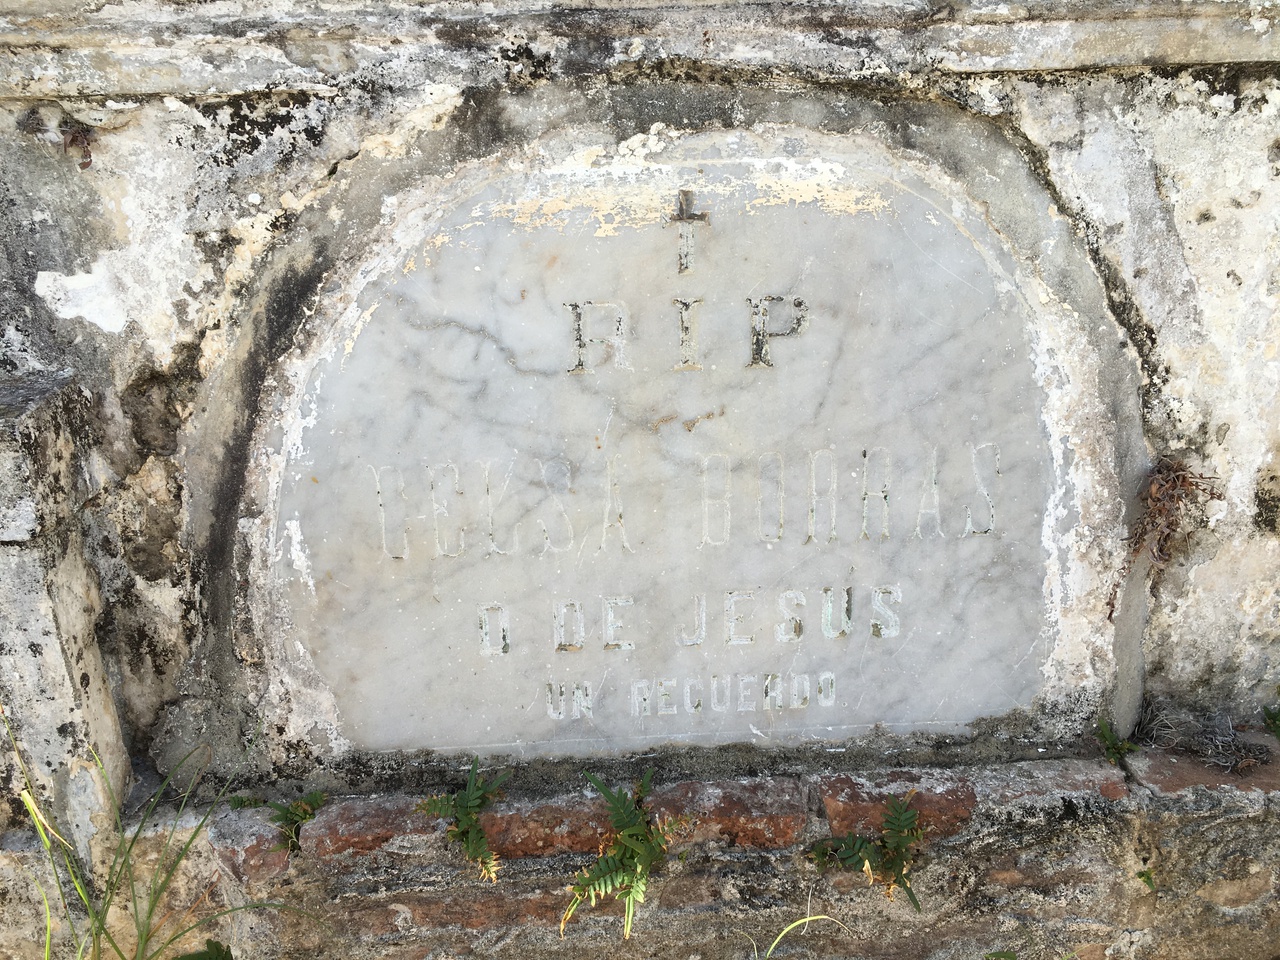 RIP
CELSA BORRAS
D. DE JESUS
UN RECUERDO